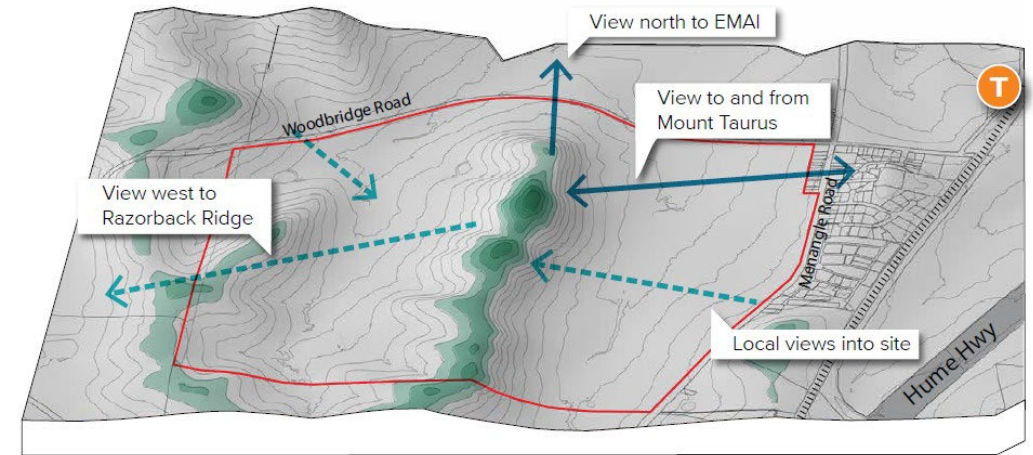 View north to EMAI
T
View to and from
Mount Taurus
Woodbridge Road
View west to
Razorback Ridge
Menangle Road
Local views into site
Hume Hwy